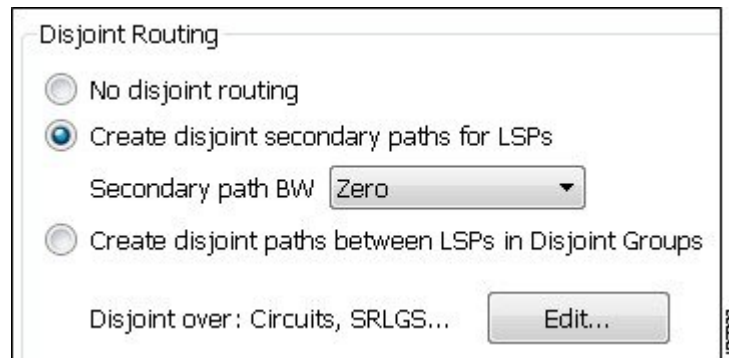 Disjoint Routing
No disjoint routing
Create disjoint secondary paths for LSPs
Secondary path BW Zero
Create disjoint paths between LSPs in Disjoint Groups
Disjoint over: Circuits, SRLGS... Edit...